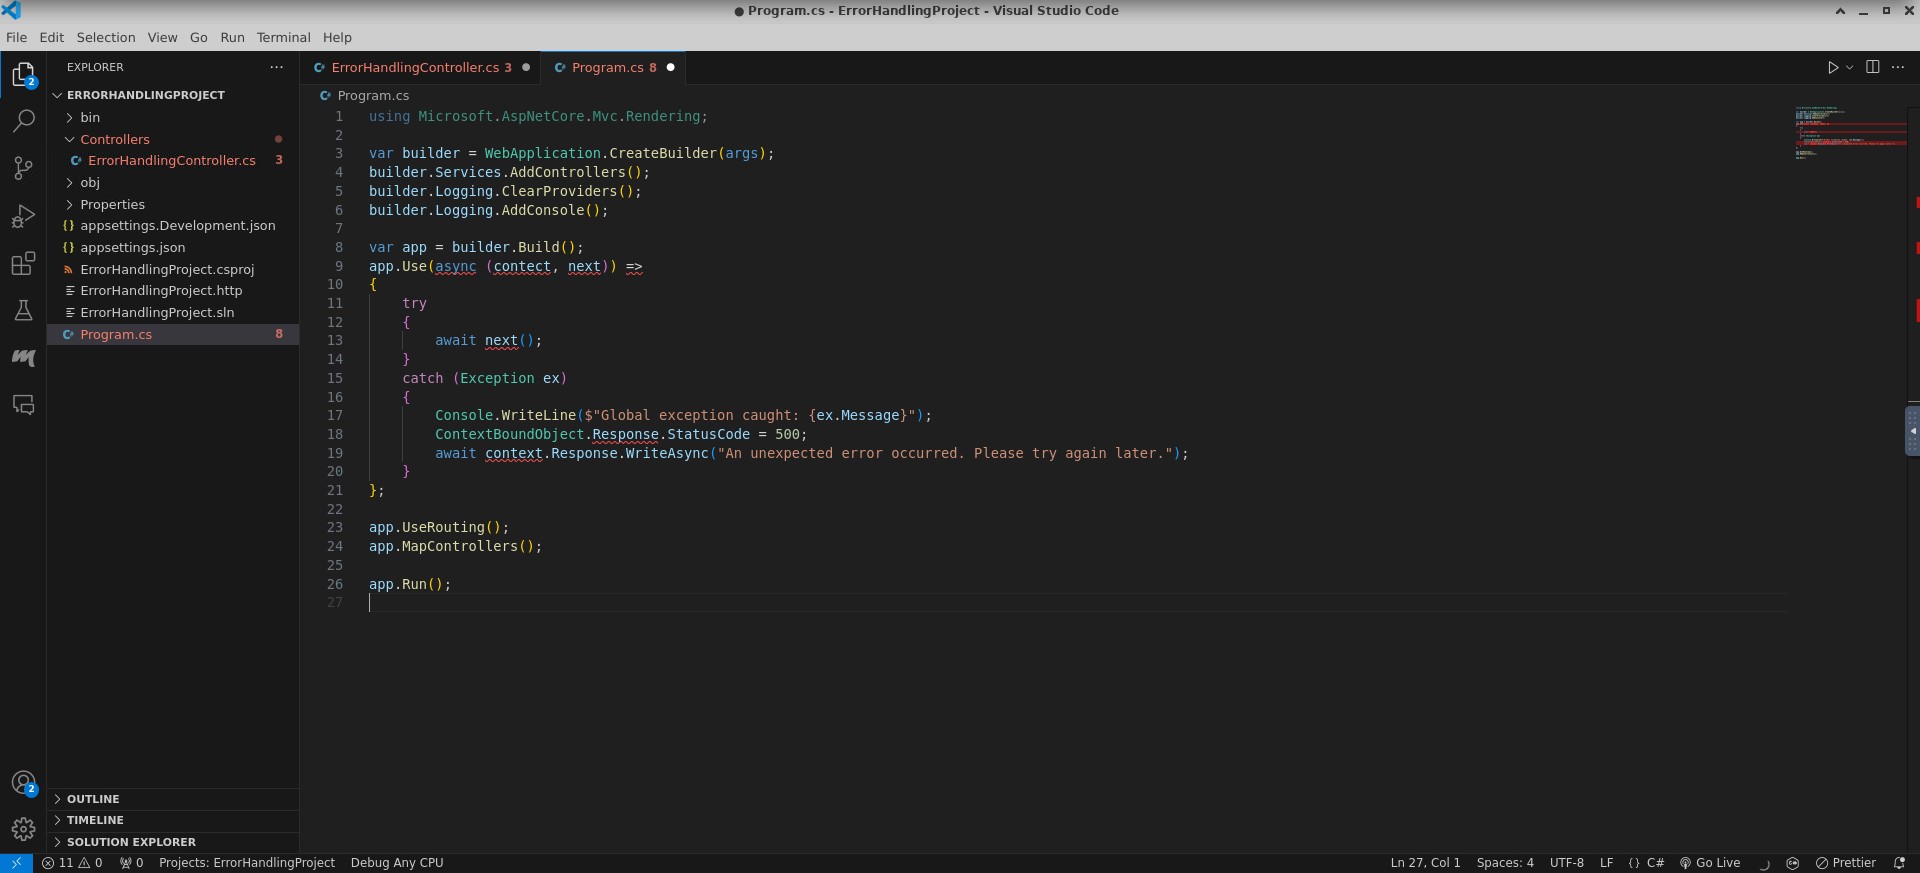 ● Program.cs - ErrorHandlingProject - Visual Studio Code
File Edit Selection View Go Run Terminal Help
2
2
EXPLORER
ERRORHANDLINGPROJECT
bin
Controllers
ErrorHandlingController.cs 3
obj
Properties
{} appsettings.Development.json
{} appsettings.json
ErrorHandlingProject.csproj
ErrorHandlingProject.http
ErrorHandlingProject.sln
Program.cs 8
OUTLINE
TIMELINE
SOLUTION EXPLORER
ErrorHandlingController.cs 3 ● Program.cs 8 ●
Program.cs
1 using Microsoft.AspNetCore.Mvc.Rendering;
2
3 var builder = WebApplication.CreateBuilder(args);
4 builder.Services.AddControllers();
5 builder.Logging.ClearProviders();
6 builder.Logging.AddConsole();
7
8 var app = builder.Build();
9 app.Use(async (contect, next)) =>
10 {
11     try
12     {
13         await next();
14     }
15     catch (Exception ex)
16     {
17         Console.WriteLine($"Global exception caught: {ex.Message}");
18         ContextBoundObject.Response.StatusCode = 500;
19         await context.Response.WriteAsync("An unexpected error occurred. Please try again later.");
20     }
21 };
22
23 app.UseRouting();
24 app.MapControllers();
25
26 app.Run();
27
11 0 0 Projects: ErrorHandlingProject Debug Any CPU Ln 27, Col 1 Spaces: 4 UTF-8 LF {} C# Go Live Prettier